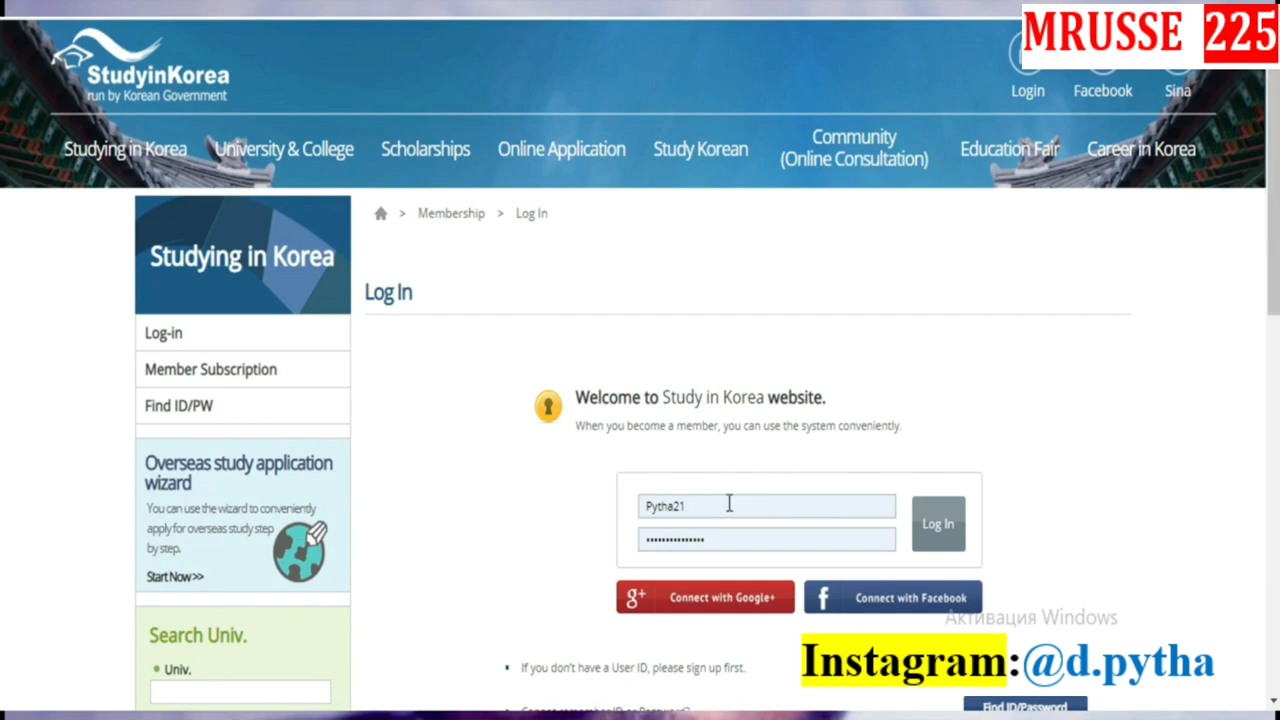 MRUSSE 225
StudyinKorea
run by Korean Government
Login Facebook Sina
Studying in Korea University & College Scholarships Online Application Study Korean Community (Online Consultation) Education Fair Career in Korea
> Membership > Log In
Studying in Korea
Log In
Log-in
Member Subscription
Find ID/PW
Welcome to Study in Korea website.
When you become a member, you can use the system conveniently.
Overseas study application
wizard
You can use the wizard to conveniently
apply for overseas study step
by step.
Start Now >>
Pytha21
•••••••••••••••
Log In
g+ Connect with Google+
f Connect with Facebook
Активация Windows
Search Univ.
• Univ.
If you don't have a User ID, please sign up first.
Instagram:@d.pytha
Find ID/Password